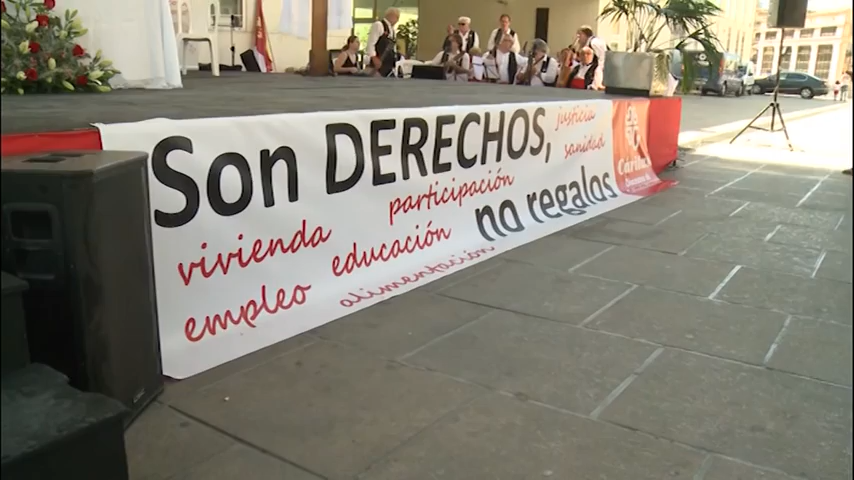 Son DERECHOS,
no regalos
justicia
sanidad
participación
vivienda
educación
empleo
alimentación
Cáritas